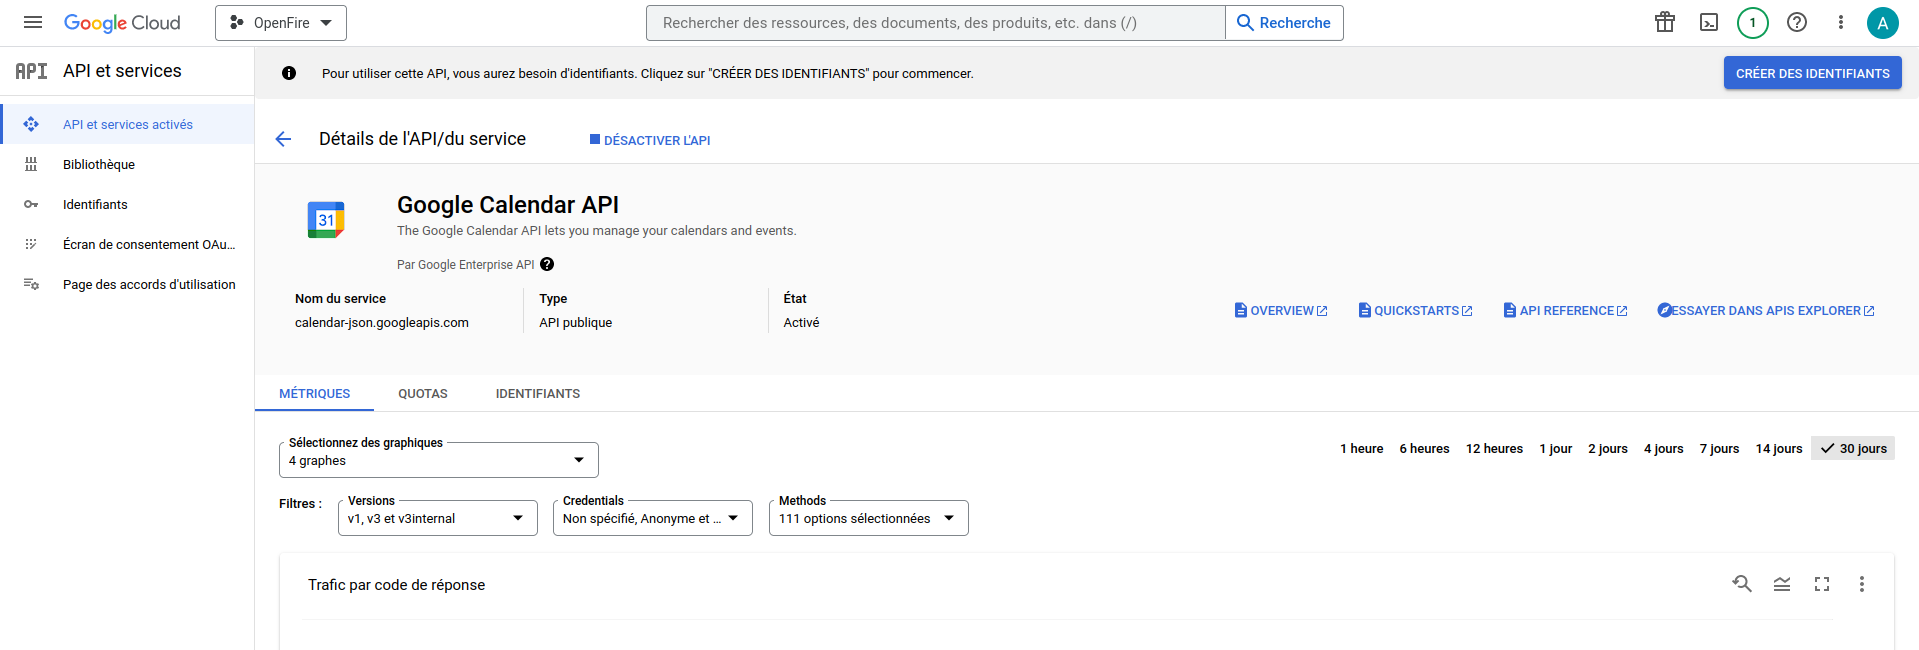 Google Cloud
OpenFire
Rechercher des ressources, des documents, des produits, etc. dans (/)
Recherche
1
A
API
API et services
API et services activés
Bibliothèque
Identifiants
Écran de consentement OAu...
Page des accords d'utilisation
Pour utiliser cette API, vous aurez besoin d'identifiants. Cliquez sur "CRÉER DES IDENTIFIANTS" pour commencer.
CRÉER DES IDENTIFIANTS
Détails de l'API/du service
DÉSACTIVER L'API
31
Google Calendar API
The Google Calendar API lets you manage your calendars and events.
Par Google Enterprise API
Nom du service
calendar-json.googleapis.com
Type
API publique
État
Activé
OVERVIEW
QUICKSTARTS
API REFERENCE
ESSAYER DANS APIS EXPLORER
MÉTRIQUES
QUOTAS
IDENTIFIANTS
Sélectionnez des graphiques
4 graphes
1 heure
6 heures
12 heures
1 jour
2 jours
4 jours
7 jours
14 jours
30 jours
Filtres :
Versions
v1, v3 et v3internal
Credentials
Non spécifié, Anonyme et ...
Methods
111 options sélectionnées
Trafic par code de réponse